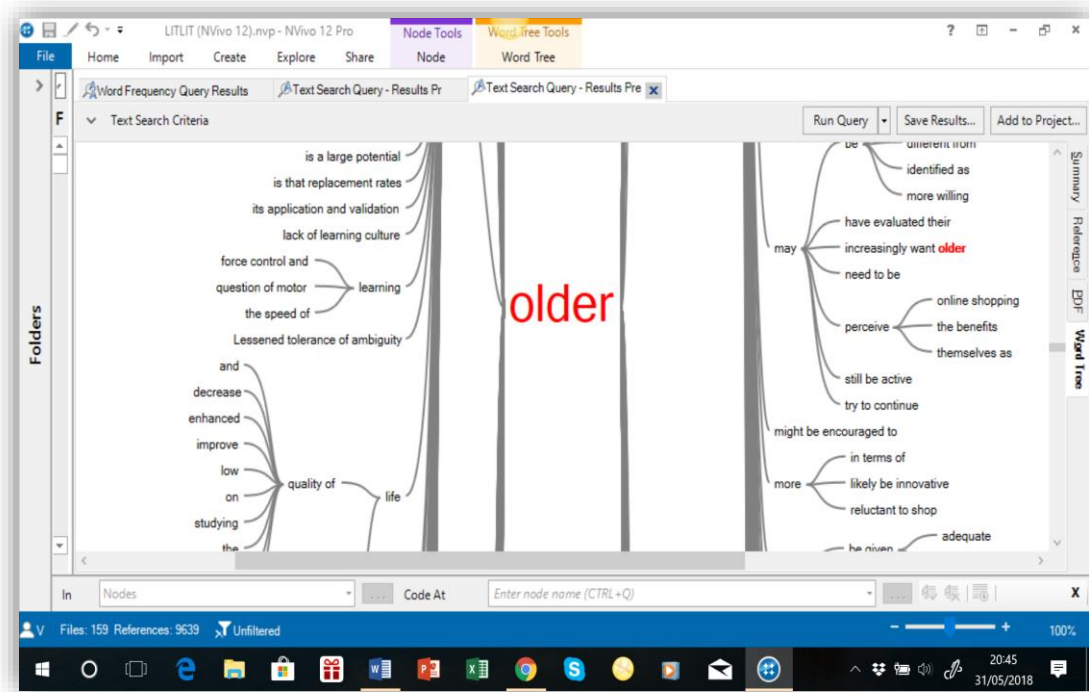 LITLIT (NVivo 12).nvp - NVivo 12 Pro
Node Tools
Word Tree Tools
?
File
Home
Import
Create
Explore
Share
Node
Word Tree
Word Frequency Query Results
Text Search Query - Results Pr
Text Search Query - Results Pre
F
Text Search Criteria
Run Query
Save Results...
Add to Project...
Folders
is a large potential
is that replacement rates
its application and validation
lack of learning culture
force control and
question of motor
the speed of
learning
Lessened tolerance of ambiguity
and
decrease
enhanced
improve
low
on
studying
the
quality of
life
older
may
be
different from
identified as
more willing
have evaluated their
increasingly want older
need to be
perceive
online shopping
the benefits
themselves as
still be active
try to continue
might be encouraged to
more
in terms of
likely be innovative
reluctant to shop
be given
adequate
Summary
Reference
PDF
Word Tree
In
Nodes
...
Code At
Enter node name (CTRL+Q)
...
X
V
Files: 159 References: 9639
Unfiltered
100%
20:45
31/05/2018